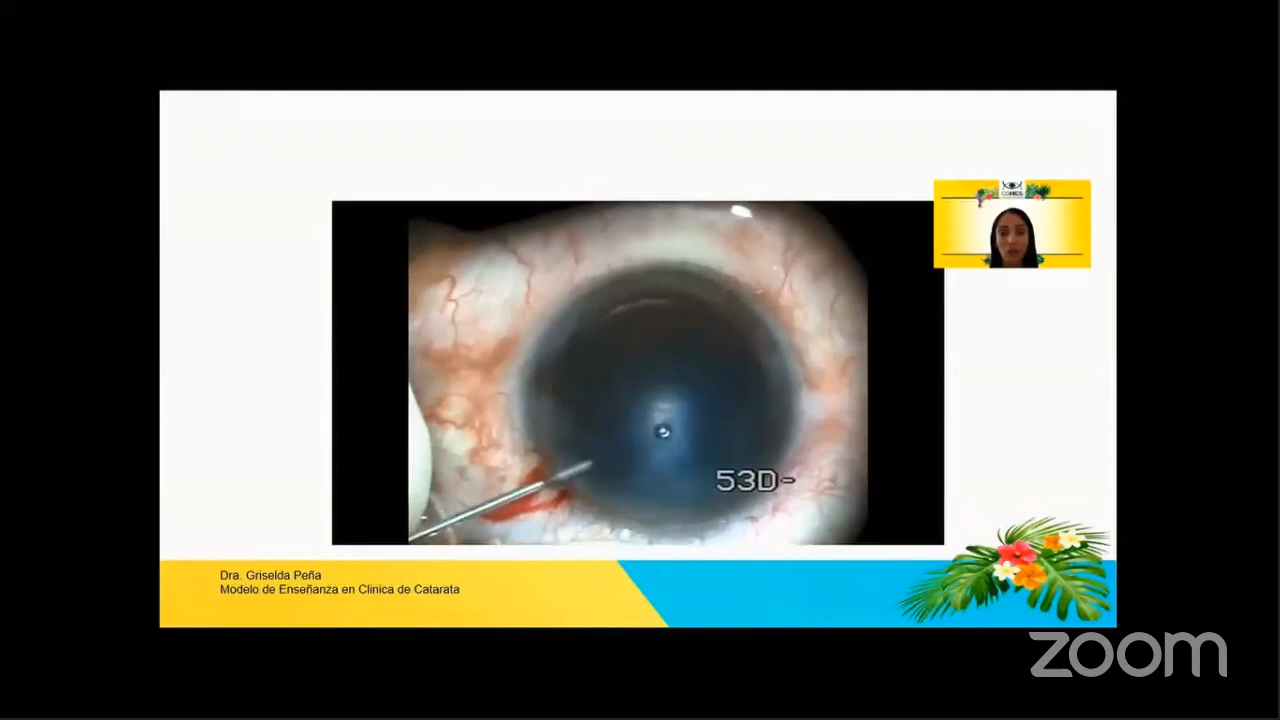 53D-
Dra. Griselda Peña
Modelo de Enseñanza en Clinica de Catarata
zoom